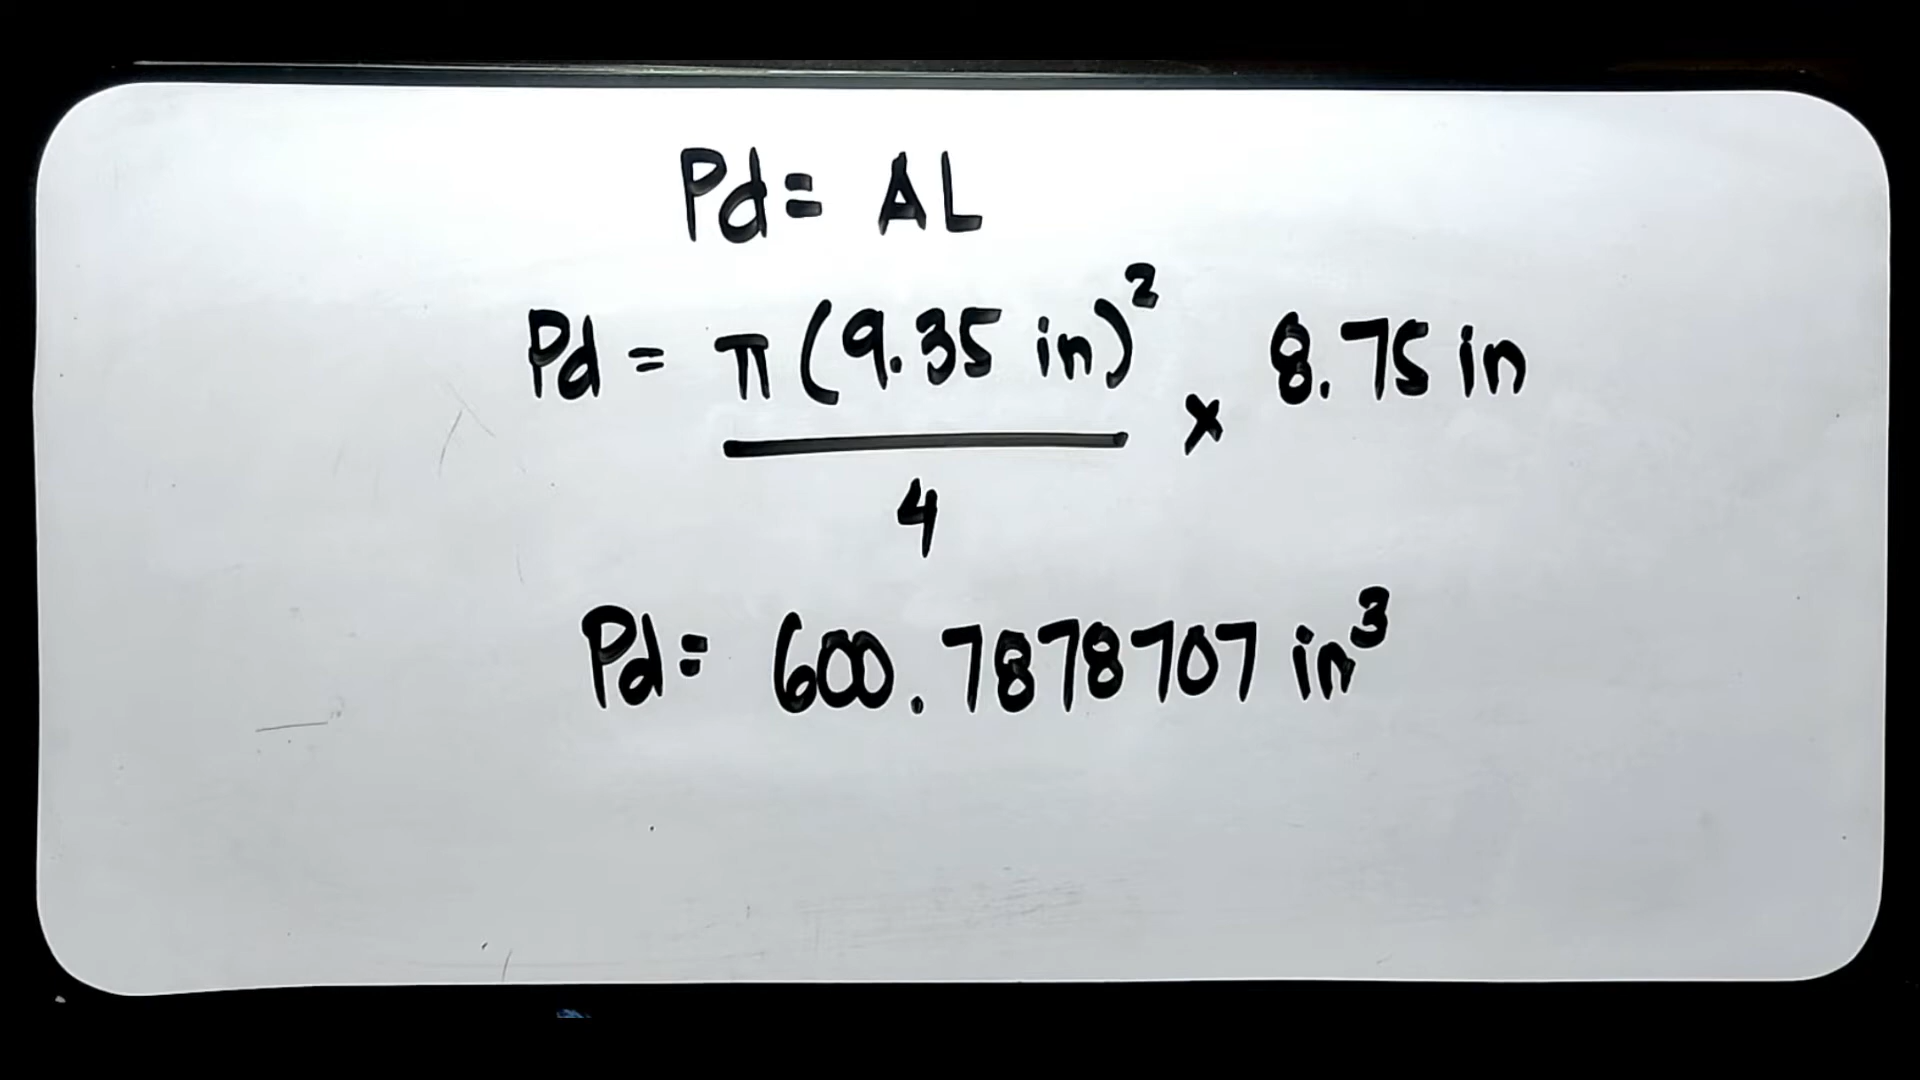 Pd = AL
Pd = π (9.35 in)² / 4 × 8.75 in
Pd = 600.7878707 in³